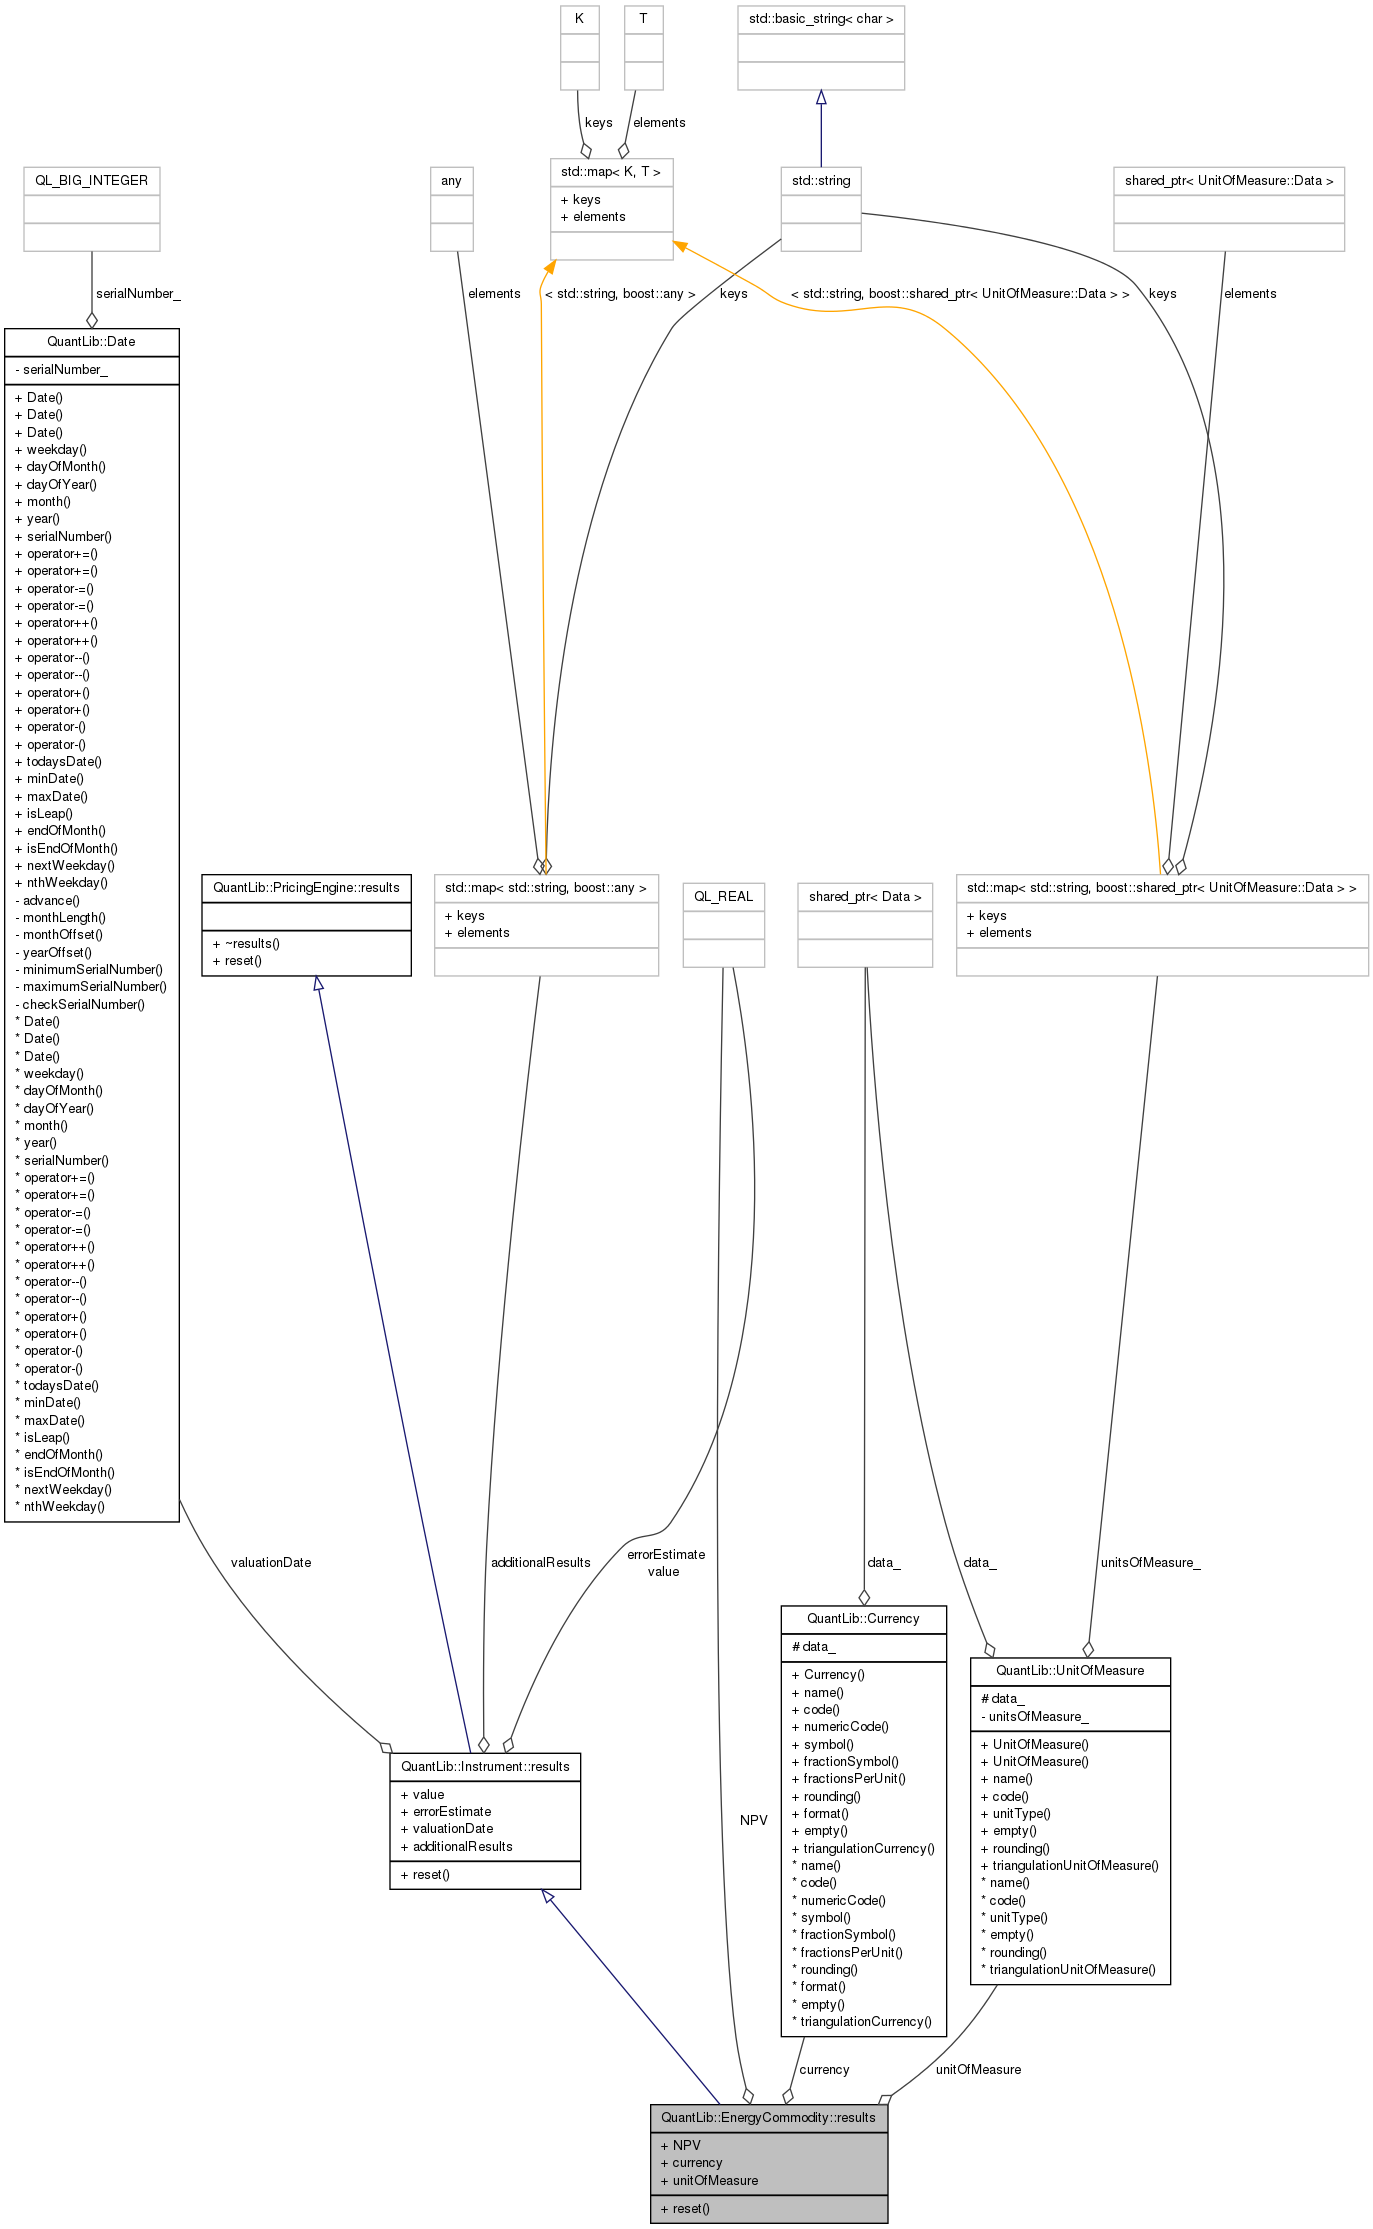 K
T
std::basic_string< char >
keys
elements
QL_BIG_INTEGER
any
std::map< K, T >
+ keys
+ elements
std::string
shared_ptr< UnitOfMeasure::Data >
serialNumber_
elements
< std::string, boost::any >
keys
< std::string, boost::shared_ptr< UnitOfMeasure::Data > >
keys
elements
QuantLib::Date
- serialNumber_
+ Date()
+ Date()
+ Date()
+ weekday()
+ dayOfMonth()
+ dayOfYear()
+ month()
+ year()
+ serialNumber()
+ operator+=()
+ operator+=()
+ operator-=()
+ operator-=()
+ operator++()
+ operator++()
+ operator--()
+ operator--()
+ operator+()
+ operator+()
+ operator-()
+ operator-()
+ todaysDate()
+ minDate()
+ maxDate()
+ isLeap()
+ endOfMonth()
+ isEndOfMonth()
+ nextWeekday()
+ nthWeekday()
- advance()
- monthLength()
- monthOffset()
- yearOffset()
- minimumSerialNumber()
- maximumSerialNumber()
- checkSerialNumber()
* Date()
* Date()
* Date()
* weekday()
* dayOfMonth()
* dayOfYear()
* month()
* year()
* serialNumber()
* operator+=()
* operator+=()
* operator-=()
* operator-=()
* operator++()
* operator++()
* operator--()
* operator--()
* operator+()
* operator+()
* operator-()
* operator-()
* todaysDate()
* minDate()
* maxDate()
* isLeap()
* endOfMonth()
* isEndOfMonth()
* nextWeekday()
* nthWeekday()
QuantLib::PricingEngine::results
+ ~results()
+ reset()
std::map< std::string, boost::any >
+ keys
+ elements
QL_REAL
shared_ptr< Data >
std::map< std::string, boost::shared_ptr< UnitOfMeasure::Data > >
+ keys
+ elements
valuationDate
additionalResults
errorEstimate
value
data_
data_
unitsOfMeasure_
QuantLib::Instrument::results
+ value
+ errorEstimate
+ valuationDate
+ additionalResults
+ reset()
NPV
QuantLib::Currency
# data_
+ Currency()
+ name()
+ code()
+ numericCode()
+ symbol()
+ fractionSymbol()
+ fractionsPerUnit()
+ rounding()
+ format()
+ empty()
+ triangulationCurrency()
* name()
* code()
* numericCode()
* symbol()
* fractionSymbol()
* fractionsPerUnit()
* rounding()
* format()
* empty()
* triangulationCurrency()
QuantLib::UnitOfMeasure
# data_
- unitsOfMeasure_
+ UnitOfMeasure()
+ UnitOfMeasure()
+ name()
+ code()
+ unitType()
+ empty()
+ rounding()
+ triangulationUnitOfMeasure()
* name()
* code()
* unitType()
* empty()
* rounding()
* triangulationUnitOfMeasure()
currency
unitOfMeasure
QuantLib::EnergyCommodity::results
+ NPV
+ currency
+ unitOfMeasure
+ reset()